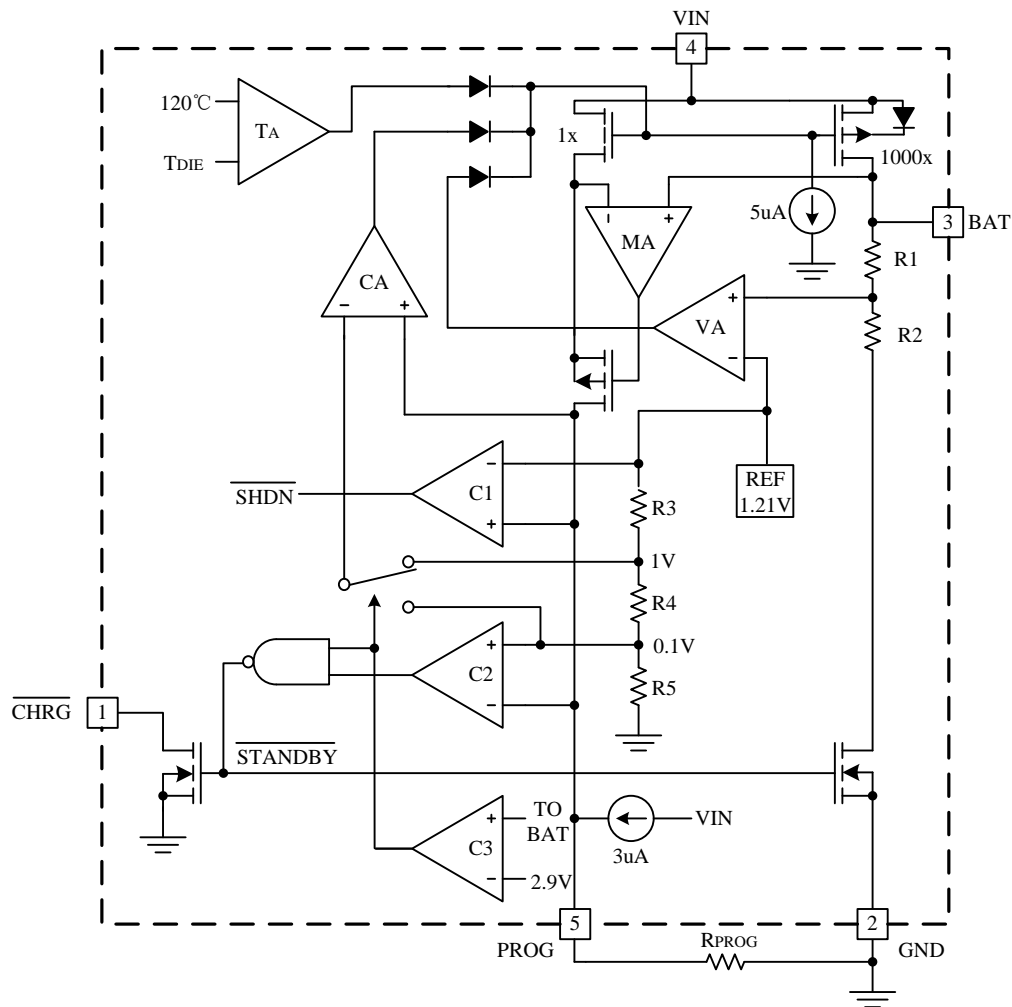 VIN
4
120℃
TA
TDIE
1x
1000x
5uA
3
BAT
MA
R1
CA
VA
R2
SHDN
C1
R3
REF
1.21V
1V
R4
0.1V
C2
R5
CHRG
1
STANDBY
C3
TO
BAT
VIN
3uA
2.9V
5
2
PROG
RPROG
GND